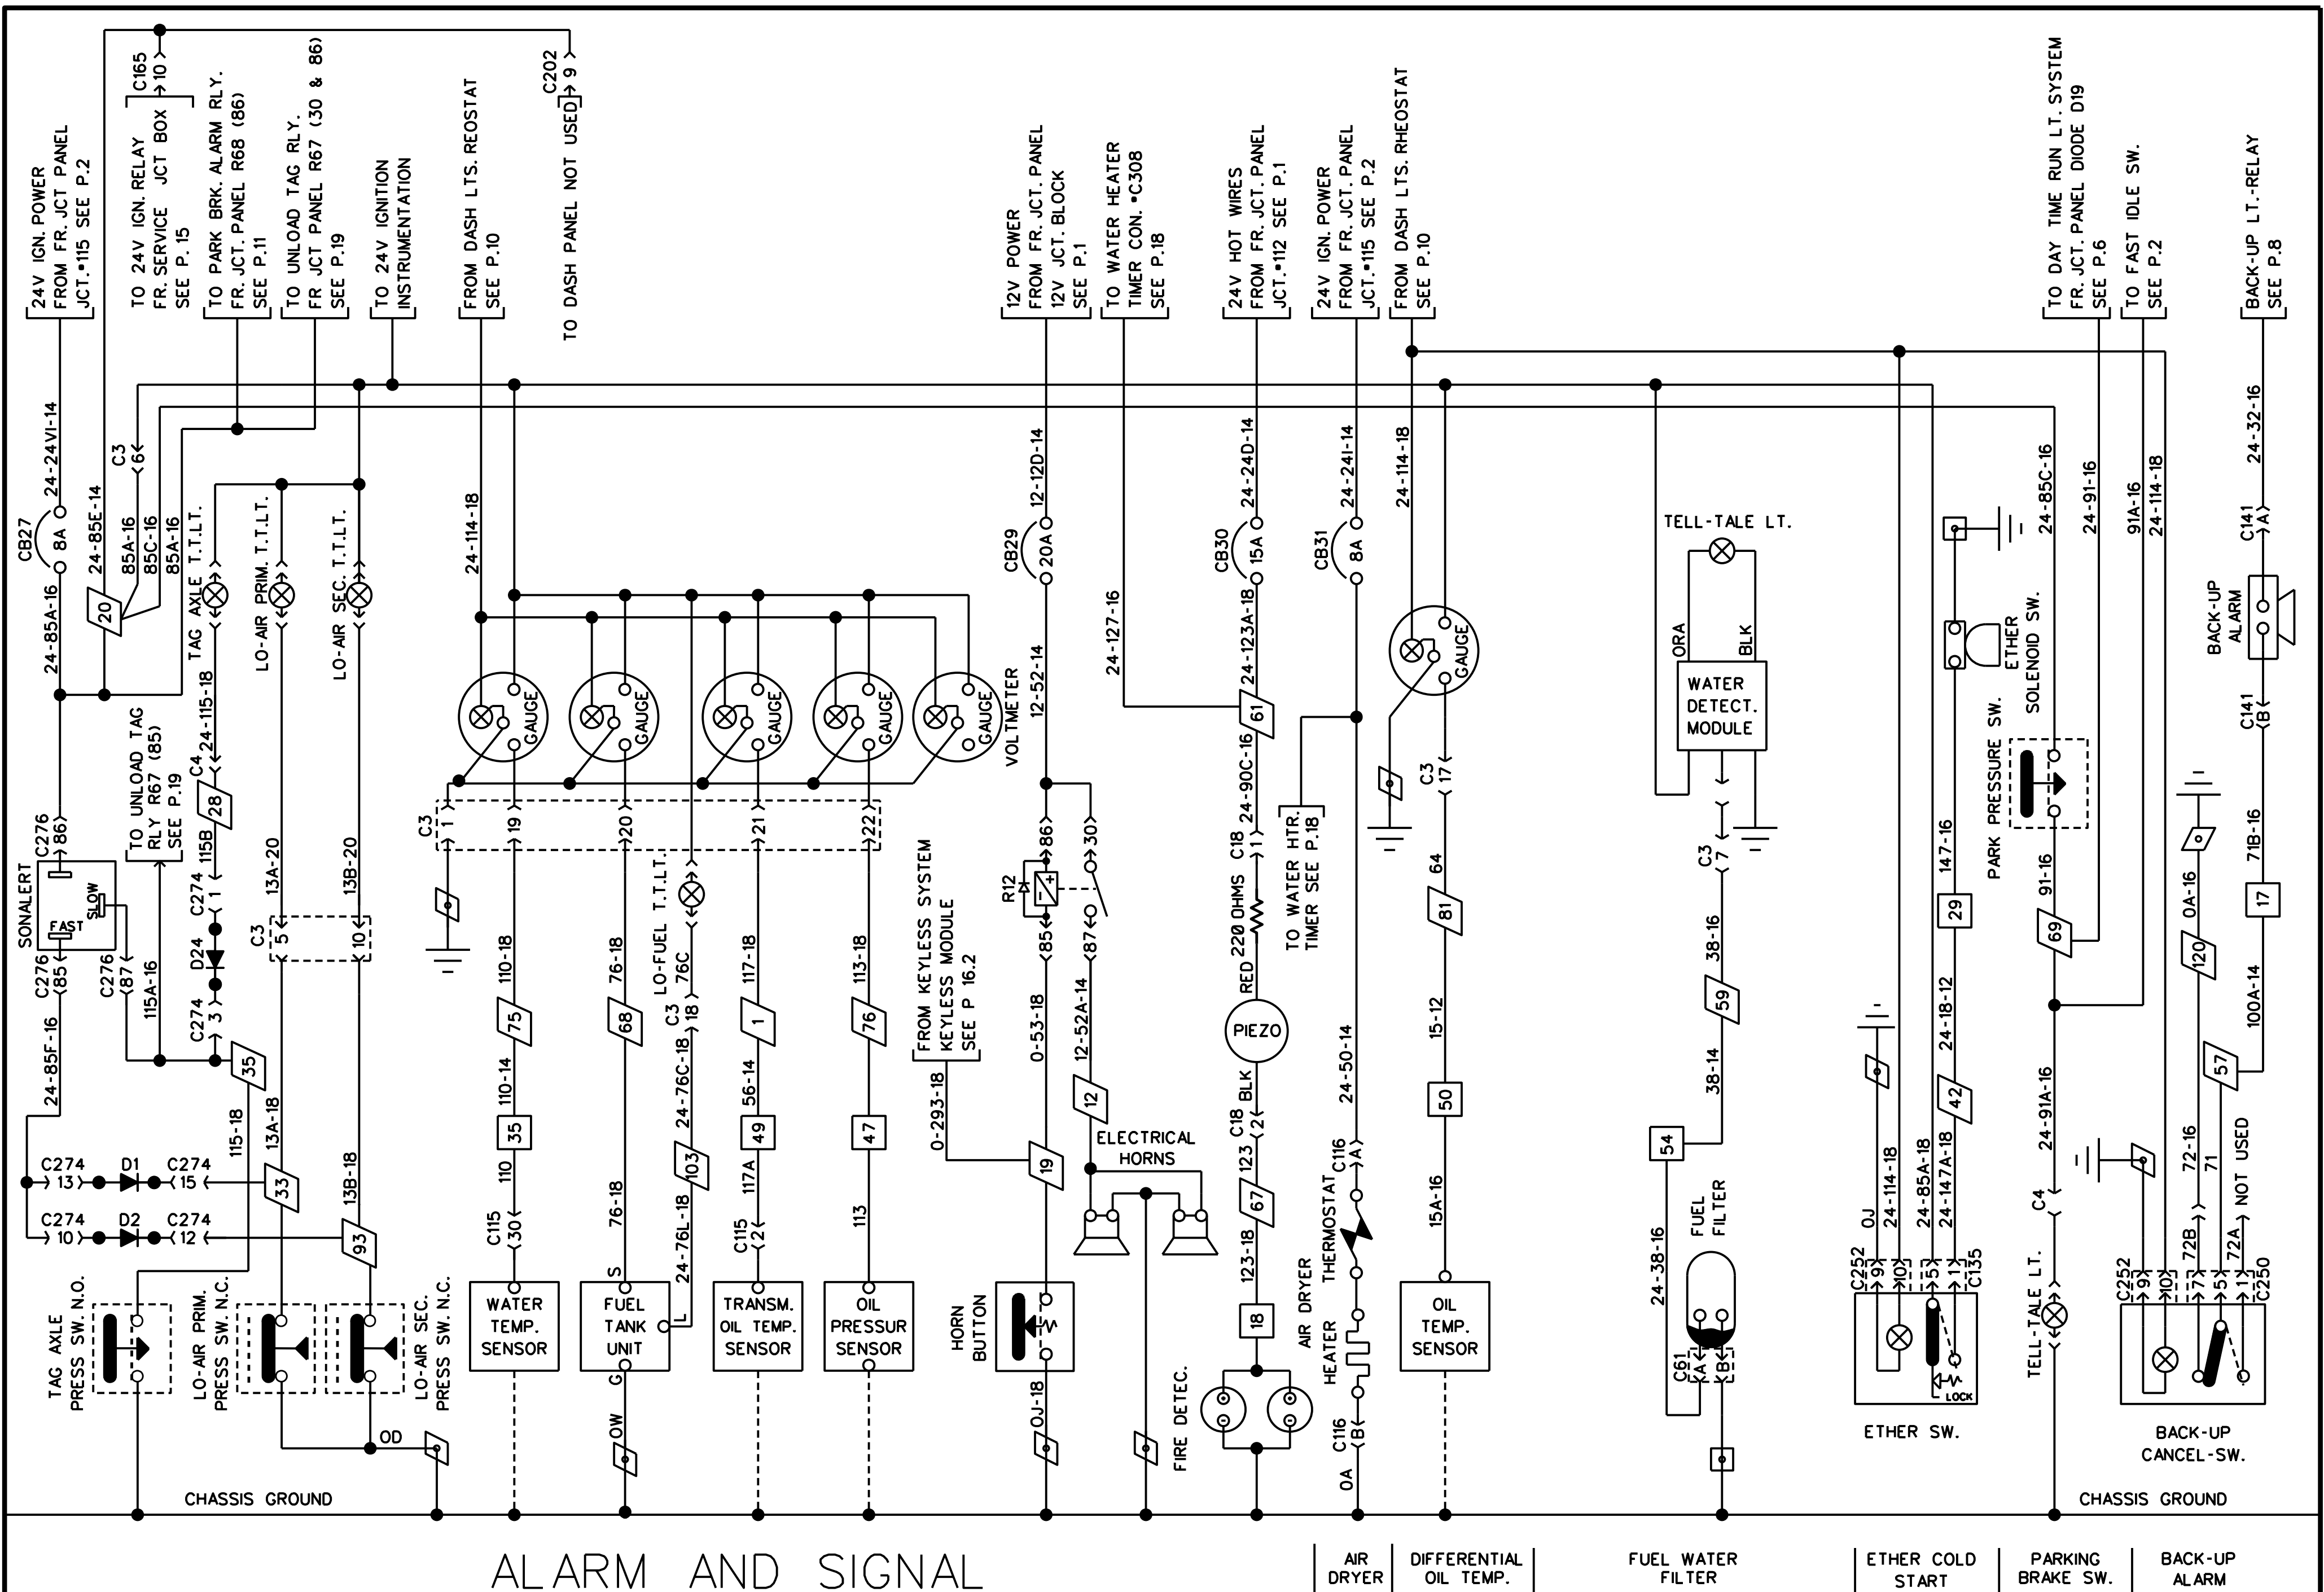 24V IGN. POWER
FROM FR. JCT PANEL
JCT.#115 SEE P.2
C165
10
TO 24V IGN. RELAY
FR. SERVICE JCT BOX
SEE P. 15
TO PARK BRK. ALARM RLY.
FR. JCT. PANEL R68 (86)
SEE P.11
TO UNLOAD TAG RLY.
FR JCT PANEL R67 (30 & 86)
SEE P.19
TO 24V IGNITION
INSTRUMENTATION
FROM DASH LTS. REOSTAT
SEE P.10
C202
9
TO DASH PANEL NOT USED
12V POWER
FROM FR. JCT. PANEL
12V JCT. BLOCK
SEE P.1
TO WATER HEATER
TIMER CON. #C308
SEE P.18
24V HOT WIRES
FROM FR. JCT. PANEL
JCT.#112 SEE P.1
24V IGN. POWER
FROM FR. JCT. PANEL
JCT.#115 SEE P.2
FROM DASH LTS. RHEOSTAT
SEE P.10
TO DAY TIME RUN LT. SYSTEM
FR. JCT. PANEL DIODE D19
SEE P.6
TO FAST IDLE SW.
SEE P.2
BACK-UP LT.-RELAY
SEE P.8
24-24VI-14
CB27
8A
24-85A-16
24-85E-14
20
C3
6
85A-16
85C-16
85A-16
TAG AXLE T.T.LT.
LO-AIR PRIM. T.T.LT.
LO-AIR SEC. T.T.LT.
24-115-18
C4
28
115B
C274
1
D24
C274
3
TO UNLOAD TAG
RLY R67 (85)
SEE P.19
C276
86
SONALERT
FAST
SLOW
C276
85
C276
87
115A-16
24-85F-16
35
115-18
13A-20
13B-20
C3
5
10
13A-18
13B-18
C274
13
D1
C274
15
33
C274
10
D2
C274
12
93
TAG AXLE
PRESS SW. N.O.
LO-AIR PRIM.
PRESS SW. N.C.
LO-AIR SEC.
PRESS SW. N.C.
OD
CHASSIS GROUND
24-114-18
GAUGE
GAUGE
GAUGE
GAUGE
GAUGE
VOLTMETER
C3
1
19
20
21
22
110-18
75
110-14
35
110
C115
30
WATER
TEMP.
SENSOR
76-18
68
76-18
S
FUEL
TANK
UNIT
L
G
OW
LO-FUEL T.T.LT.
76C
C3
18
24-76C-18
103
24-76L-18
117-18
1
56-14
49
117A
C115
2
TRANSM.
OIL TEMP.
SENSOR
113-18
76
47
113
OIL
PRESSUR
SENSOR
FROM KEYLESS SYSTEM
KEYLESS MODULE
SEE P 16.2
0-293-18
12-12D-14
CB29
20A
12-52-14
86
30
R12
85
87
0-53-18
12-52A-14
12
19
ELECTRICAL
HORNS
HORN
BUTTON
OJ-18
24-127-16
24-24D-14
CB30
15A
24-123A-18
61
24-90C-16
C18
1
220 OHMS
RED
PIEZO
BLK
C18
2
123
67
123-18
18
FIRE DETEC.
24-24I-14
CB31
8A
TO WATER HTR.
TIMER SEE P.18
24-50-14
C116
A
THERMOSTAT
AIR DRYER
HEATER
C116
B
0A
24-114-18
GAUGE
C3
17
64
81
15-12
50
15A-16
OIL
TEMP.
SENSOR
TELL-TALE LT.
ORA
BLK
WATER
DETECT.
MODULE
C3
7
38-16
59
38-14
54
24-38-16
FUEL
FILTER
C61
A
B
ETHER
SOLENOID SW.
147-16
29
24-18-12
42
24-147A-18
24-85A-18
24-114-18
OJ
C252
9
10
5
1
C135
LOCK
ETHER SW.
24-85C-16
24-91-16
PARK PRESSURE SW.
91-16
69
24-91A-16
C4
TELL-TALE LT.
91A-16
24-114-18
0A-16
120
72-16
71
57
NOT USED
72B
72A
C252
9
10
7
5
1
C250
BACK-UP
CANCEL-SW.
24-32-16
C141
A
BACK-UP
ALARM
C141
B
71B-16
17
100A-14
CHASSIS GROUND
ALARM AND SIGNAL
AIR
DRYER
DIFFERENTIAL
OIL TEMP.
FUEL WATER
FILTER
ETHER COLD
START
PARKING
BRAKE SW.
BACK-UP
ALARM